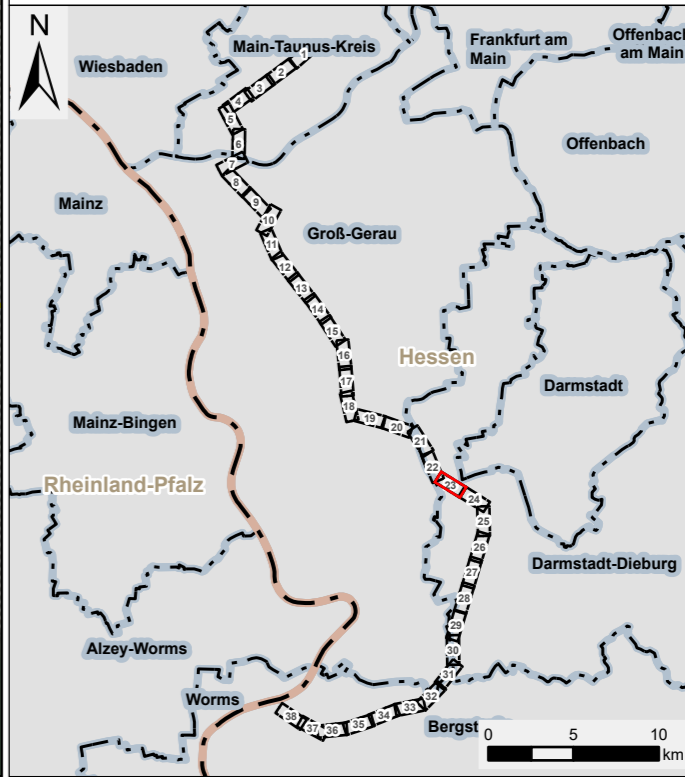 N
Main-Taunus-Kreis
Wiesbaden
Frankfurt am
Main
Offenbach
am Main
Offenbach
Mainz
Groß-Gerau
Hessen
Darmstadt
Mainz-Bingen
Rheinland-Pfalz
Darmstadt-Dieburg
Alzey-Worms
Worms
Bergst
1
2
3
4
5
6
7
8
9
10
11
12
13
14
15
16
17
18
19
20
21
22
23
24
25
26
27
28
29
30
31
32
33
34
35
36
37
38
0 5 10
km